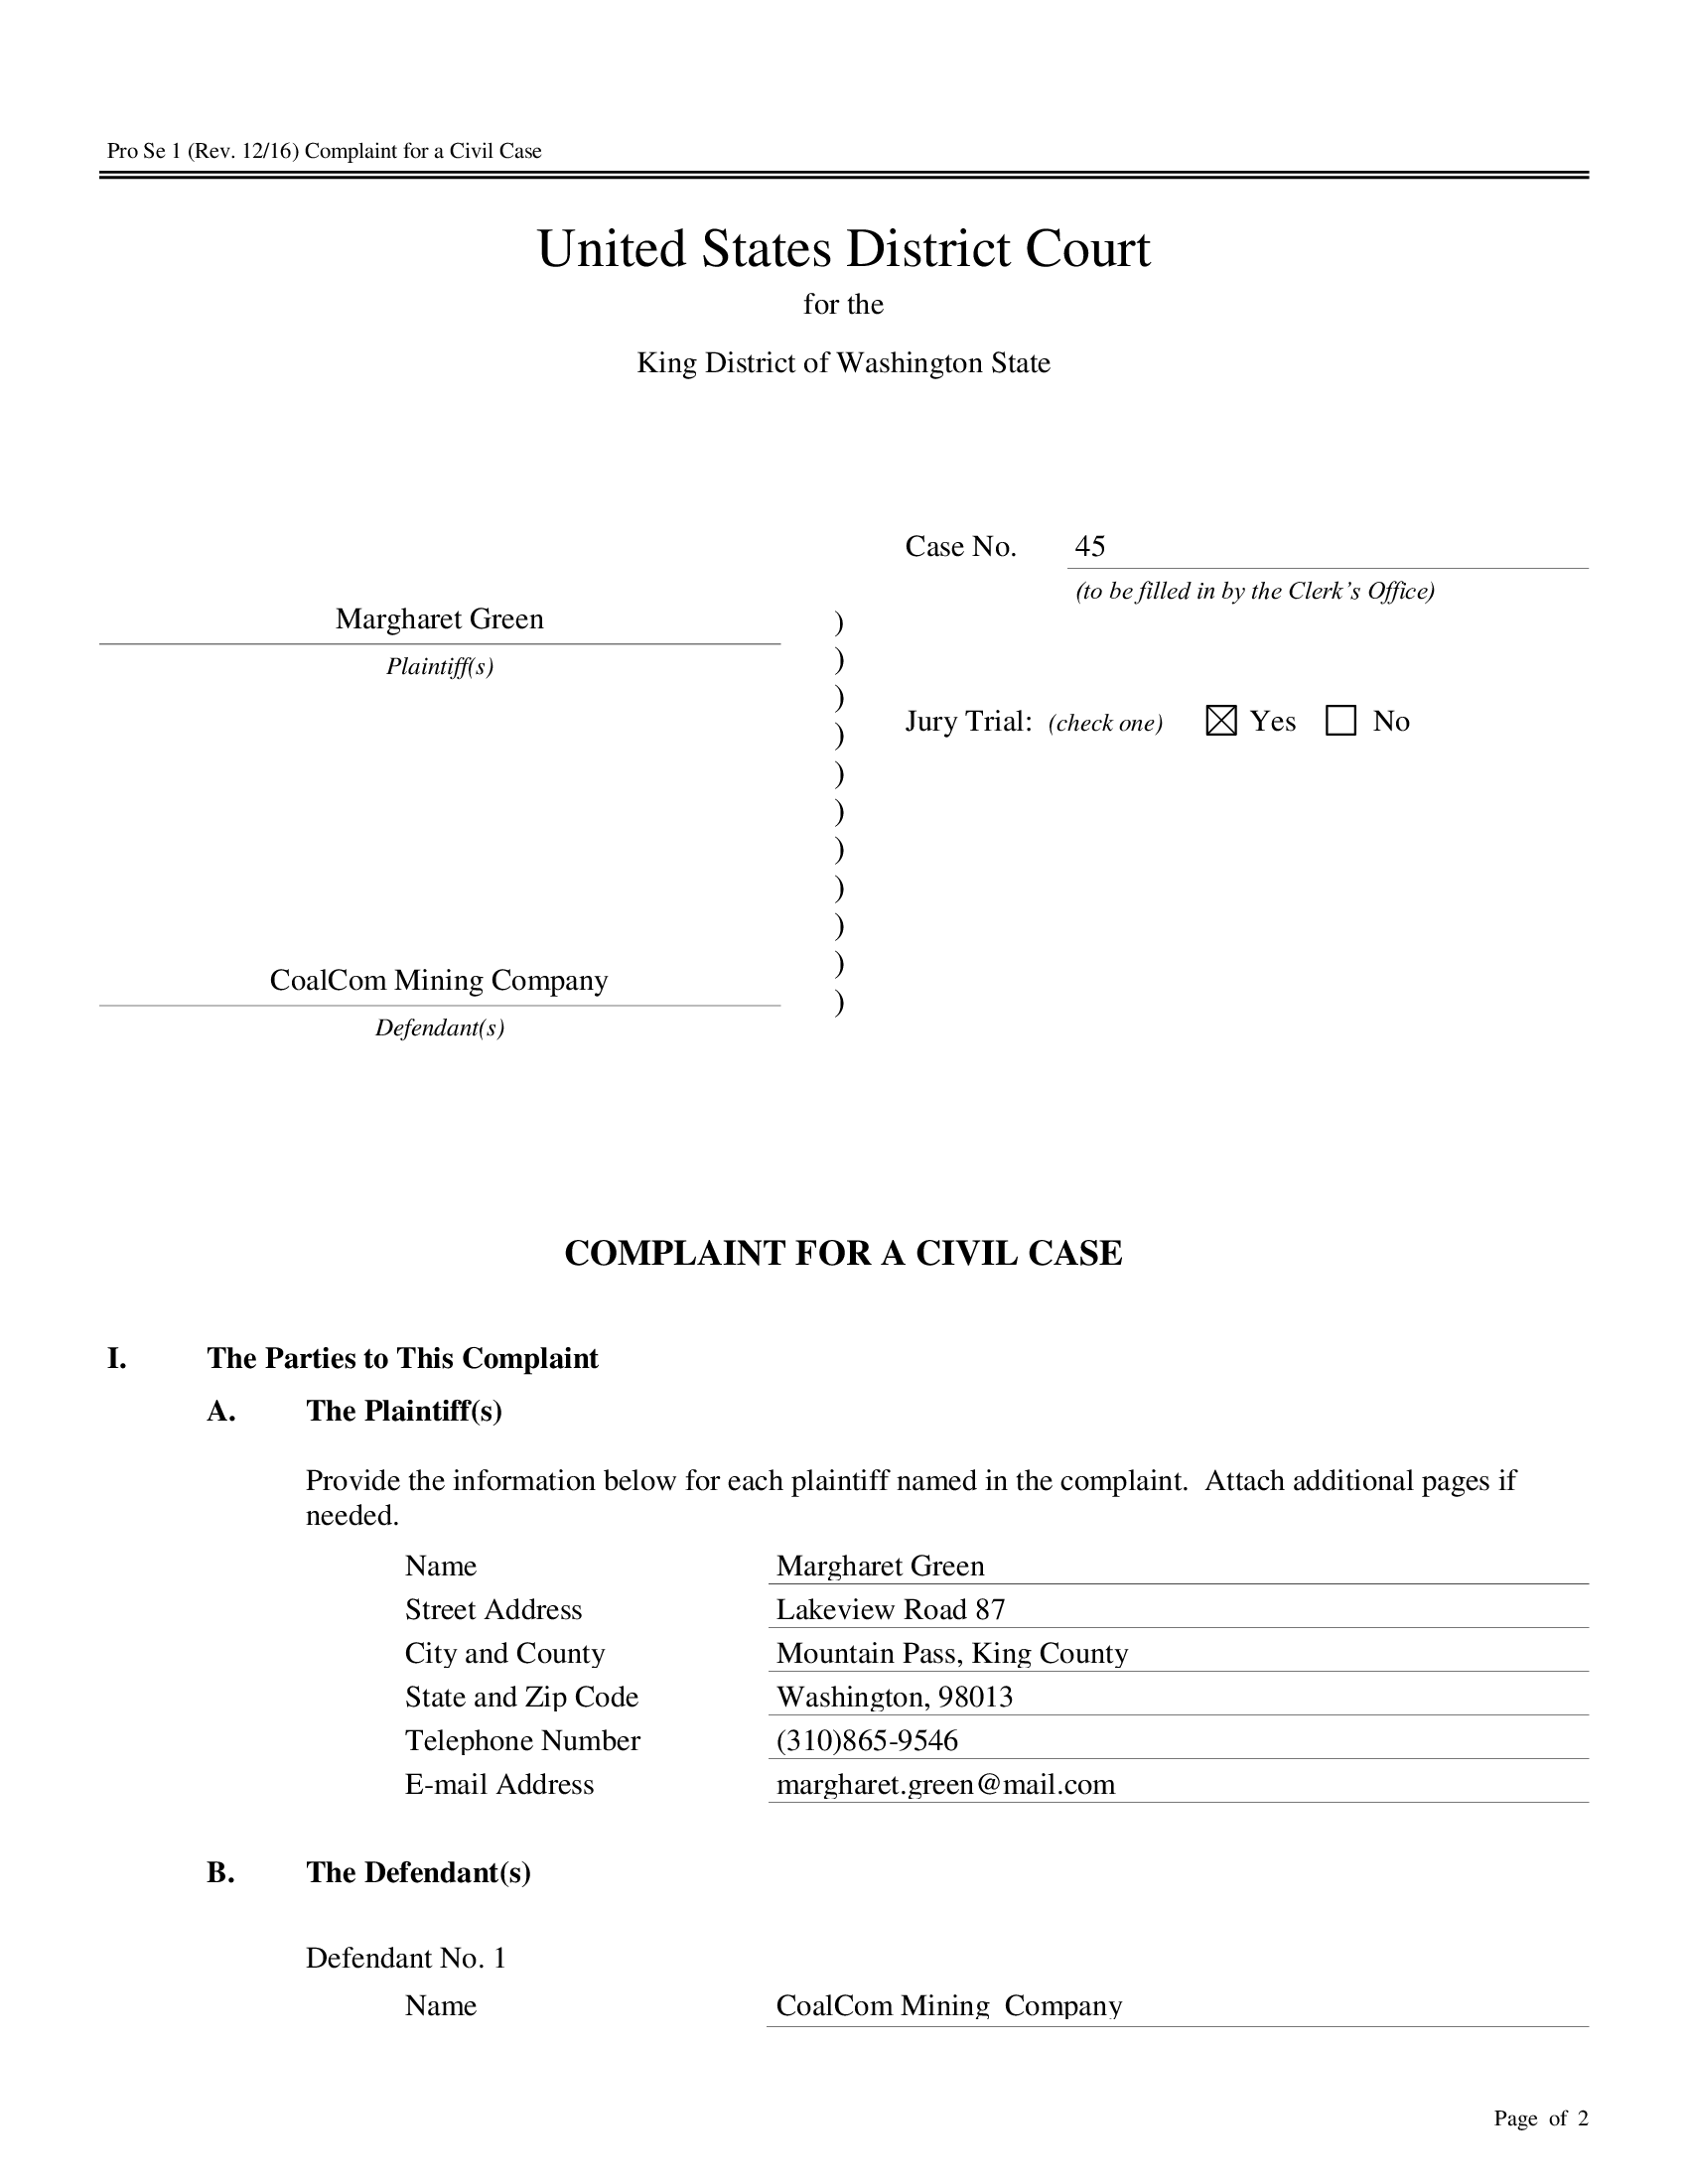 Pro Se 1 (Rev. 12/16) Complaint for a Civil Case
United States District Court
for the
King District of Washington State
Case No. 45
(to be filled in by the Clerk's Office)
Margharet Green
Plaintiff(s)
)
)
)
)
)
)
)
)
)
)
)
Jury Trial: (check one) ☒ Yes ☐ No
CoalCom Mining Company
Defendant(s)
COMPLAINT FOR A CIVIL CASE
I. The Parties to This Complaint
A. The Plaintiff(s)
Provide the information below for each plaintiff named in the complaint. Attach additional pages if
needed.
Name Margharet Green
Street Address Lakeview Road 87
City and County Mountain Pass, King County
State and Zip Code Washington, 98013
Telephone Number (310)865-9546
E-mail Address margharet.green@mail.com
B. The Defendant(s)
Defendant No. 1
Name CoalCom Mining Company
Page of 2